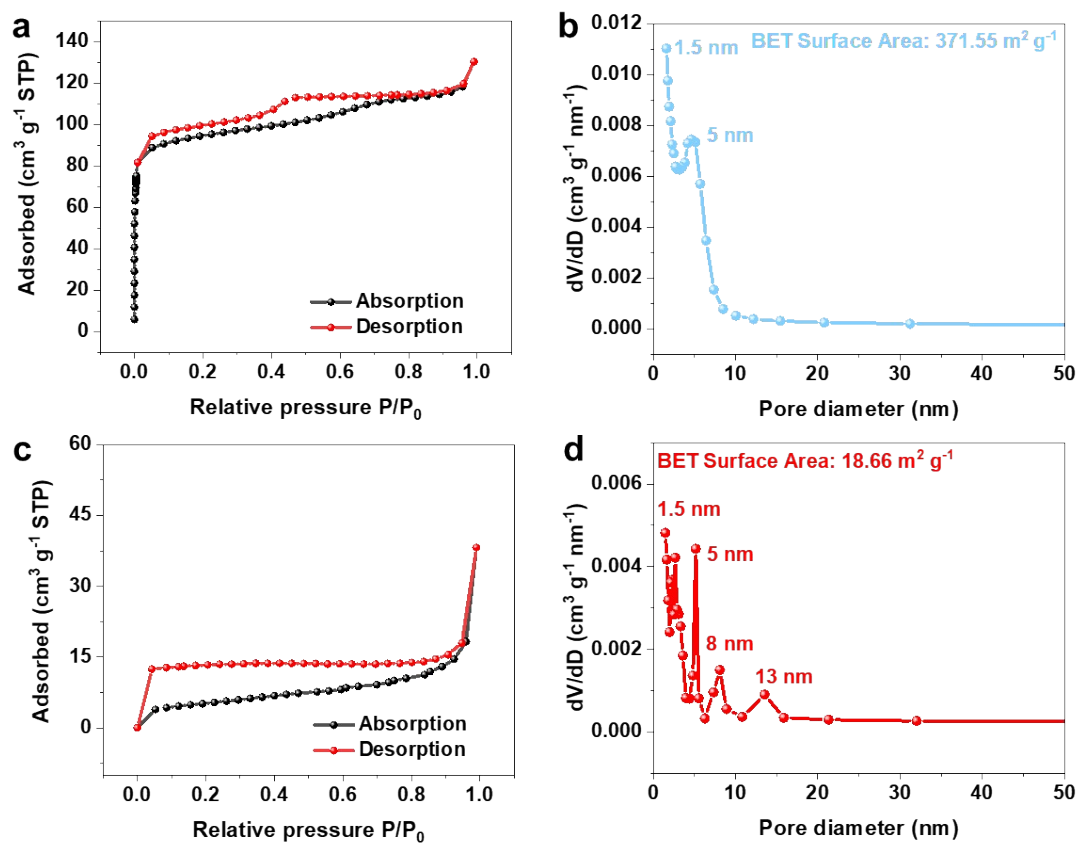 a
Adsorbed (cm³ g⁻¹ STP)
140
120
100
80
60
40
20
0
Absorption
Desorption
0.0 0.2 0.4 0.6 0.8 1.0
Relative pressure P/P₀
b
dV/dD (cm³ g⁻¹ nm⁻¹)
0.012
0.010
0.008
0.006
0.004
0.002
0.000
BET Surface Area: 371.55 m² g⁻¹
1.5 nm
5 nm
0 10 20 30 40 50
Pore diameter (nm)
c
Adsorbed (cm³ g⁻¹ STP)
60
45
30
15
0
Absorption
Desorption
0.0 0.2 0.4 0.6 0.8 1.0
Relative pressure P/P₀
d
dV/dD (cm³ g⁻¹ nm⁻¹)
0.006
0.004
0.002
0.000
BET Surface Area: 18.66 m² g⁻¹
1.5 nm
5 nm
8 nm
13 nm
0 10 20 30 40 50
Pore diameter (nm)